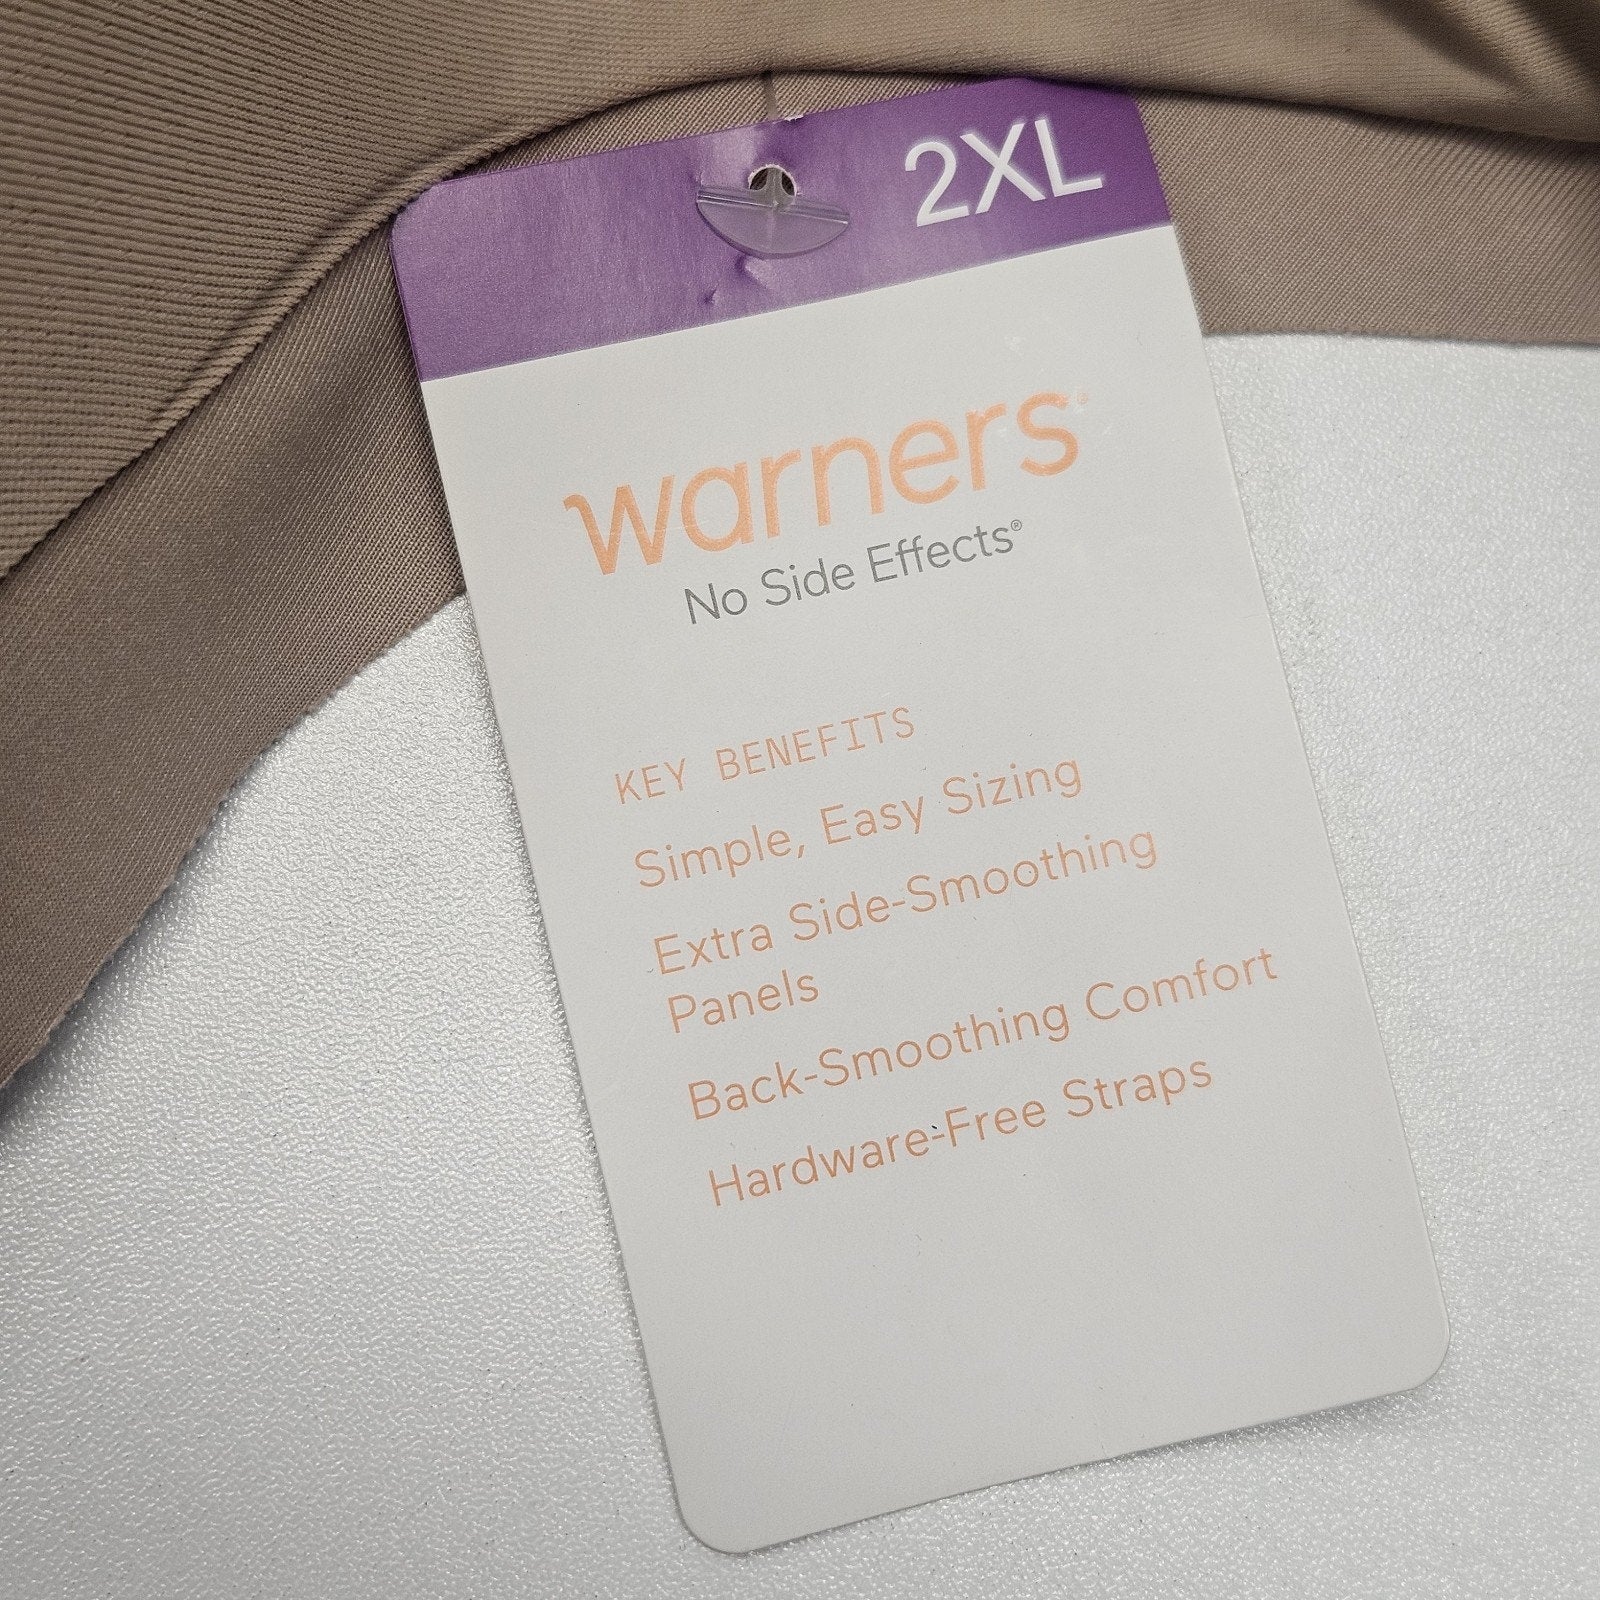 2XL
warners®
No Side Effects®
KEY BENEFITS
Simple, Easy Sizing
Extra Side-Smoothing
Panels
Back-Smoothing Comfort
Hardware-Free Straps